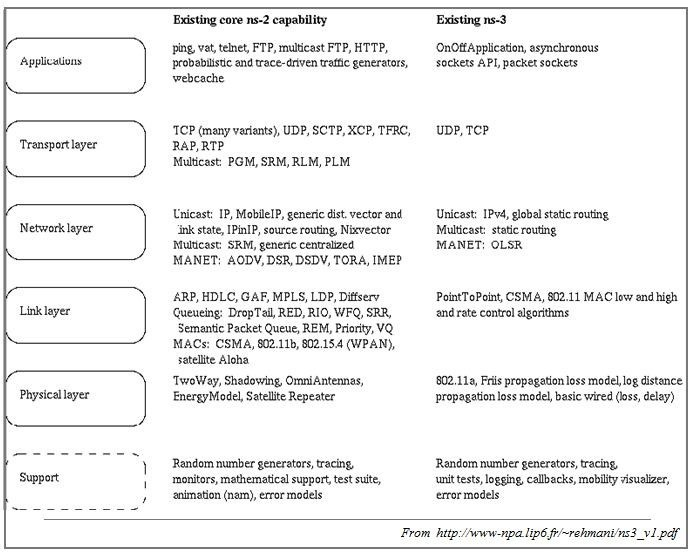 Existing core ns-2 capability
Existing ns-3
Applications
ping, vat, telnet, FTP, multicast FTP, HTTP,
probabilistic and trace-driven traffic generators,
webcache
OnOffApplication, asynchronous
sockets API, packet sockets
Transport layer
TCP (many variants), UDP, SCTP, XCP, TFRC,
RAP, RTP
Multicast: PGM, SRM, RLM, PLM
UDP, TCP
Network layer
Unicast: IP, MobileIP, generic dist. vector and
link state, IPinIP, source routing, Nixvector
Multicast: SRM, generic centralized
MANET: AODV, DSR, DSDV, TORA, IMEP
Unicast: IPv4, global static routing
Multicast: static routing
MANET: OLSR
Link layer
ARP, HDLC, GAF, MPLS, LDP, Diffserv
Queueing: DropTail, RED, RIO, WFQ, SRR,
Semantic Packet Queue, REM, Priority, VQ
MACs: CSMA, 802.11b, 802.15.4 (WPAN),
satellite Aloha
PointToPoint, CSMA, 802.11 MAC low and high
and rate control algorithms
Physical layer
TwoWay, Shadowing, OmniAntennas,
EnergyModel, Satellite Repeater
802.11a, Friis propagation loss model, log distance
propagation loss model, basic wired (loss, delay)
Support
Random number generators, tracing,
monitors, mathematical support, test suite,
animation (nam), error models
Random number generators, tracing,
unit tests, logging, callbacks, mobility visualizer,
error models
From http://www-npa.lip6.fr/~rehmani/ns3_v1.pdf